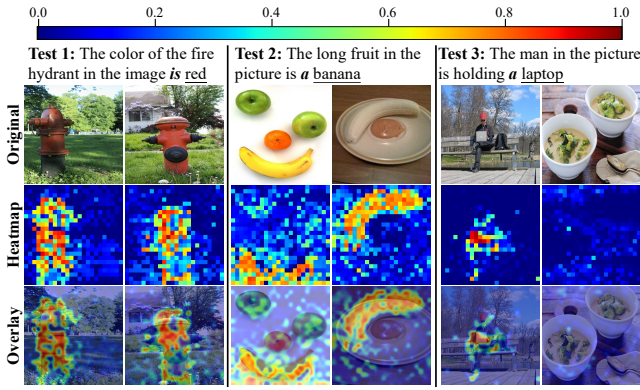 0.0 0.2 0.4 0.6 0.8 1.0
Test 1: The color of the fire
hydrant in the image is red
Test 2: The long fruit in the
picture is a banana
Test 3: The man in the picture
is holding a laptop
Original
Heatmap
Overlay